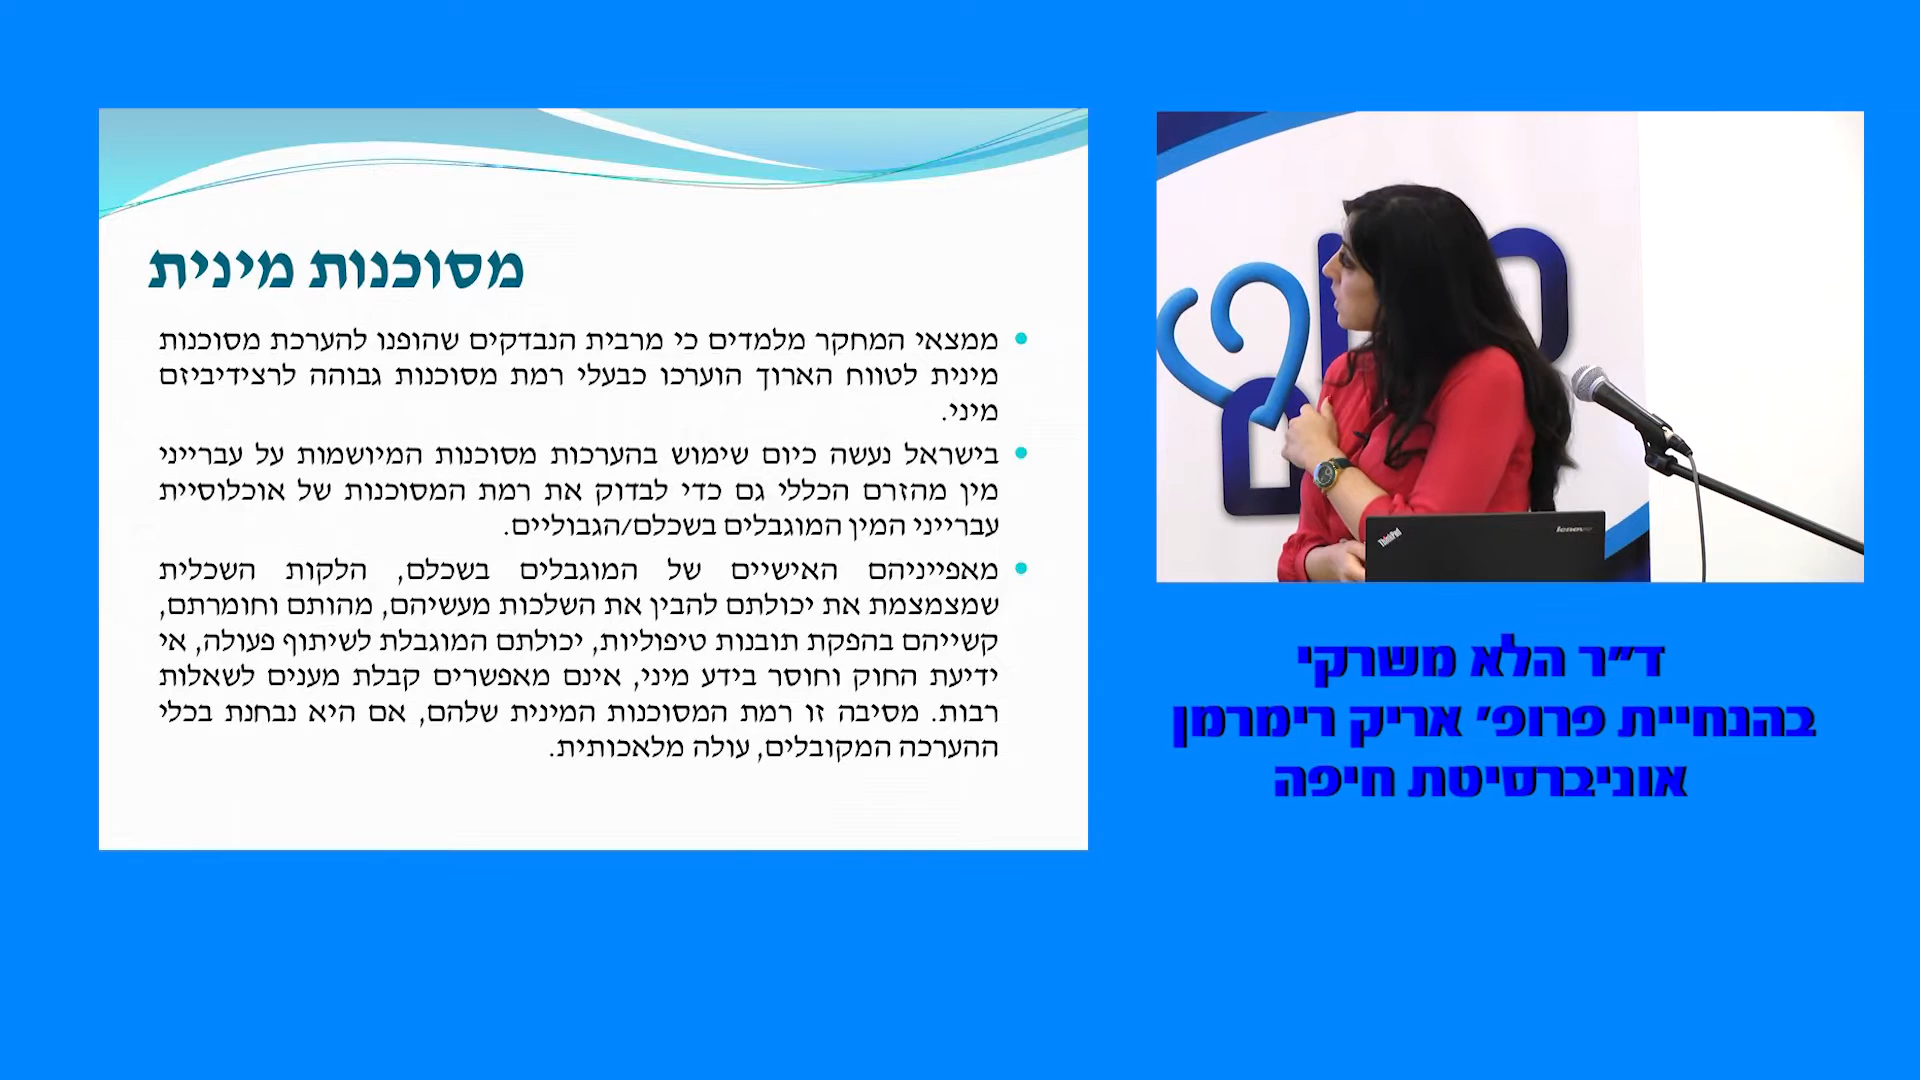 מסוכנות מינית
ממצאי המחקר מלמדים כי מרבית הנבדקים שהופנו להערכת מסוכנות
מינית לטווח הארוך הוערכו כבעלי רמת מסוכנות גבוהה לרצידיביזם
מיני.
בישראל נעשה כיום שימוש בהערכות מסוכנות המיושמות על עברייני
מין מהזרם הכללי גם כדי לבדוק את רמת המסוכנות של אוכלוסיית
עברייני המין המוגבלים בשכלם/הגבוליים.
מאפייניהם האישיים של המוגבלים בשכלם, הלקות השכלית
שמצמצמת את יכולתם להבין את השלכות מעשיהם, מהותם וחומרתם,
קשייהם בהפקת תובנות טיפוליות, יכולתם המוגבלת לשיתוף פעולה, אי
ידיעת החוק וחוסר בידע מיני, אינם מאפשרים קבלת מענים לשאלות
רבות. מסיבה זו רמת המסוכנות המינית שלהם, אם היא נבחנת בכלי
ההערכה המקובלים, עולה מלאכותית.
ThinkPad
lenovo
ד״ר הלא משרקי
בהנחיית פרופ׳ אריק רימרמן
אוניברסיטת חיפה